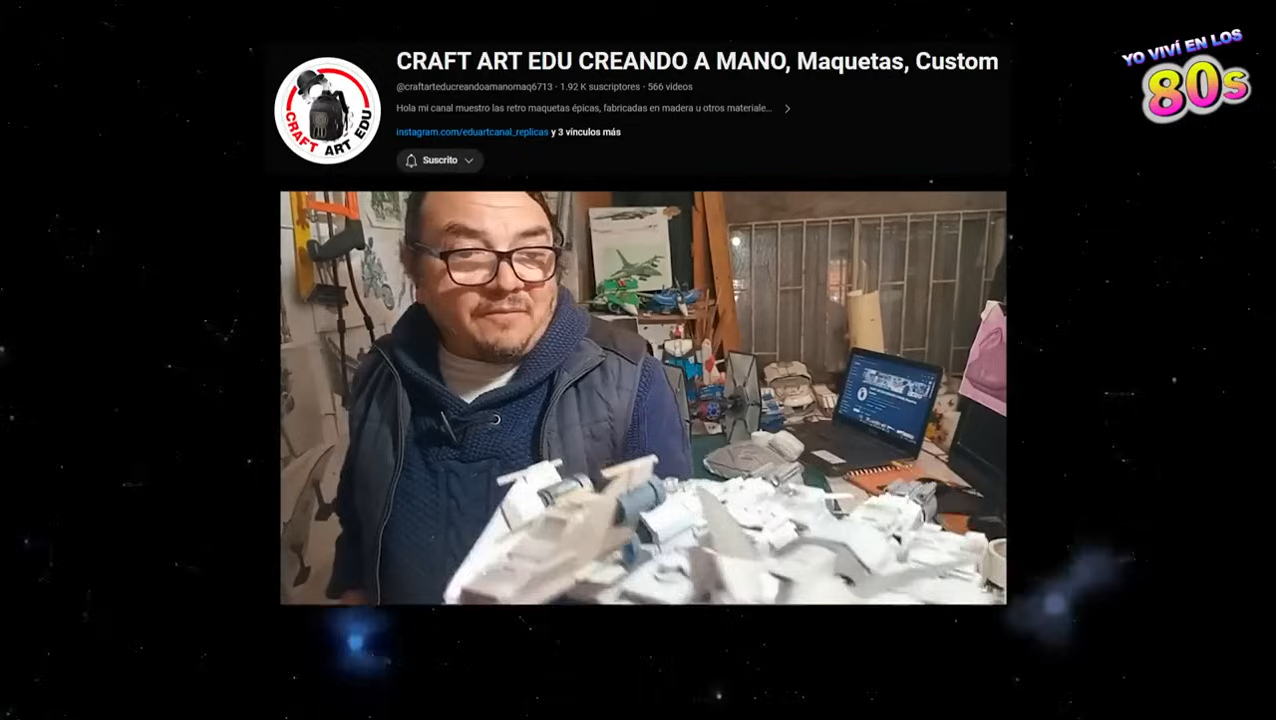 CRAFT ART EDU CREANDO A MANO, Maquetas, Custom
@craftarteducreandoamanomaq6713 · 1.92 K suscriptores · 566 videos
Hola mi canal muestro las retro maquetas épicas, fabricadas en madera u otros materiale...
instagram.com/eduartcanal_replicas y 3 vínculos más
Suscrito
CRAFT ART EDU
YO VIVÍ EN LOS
80s